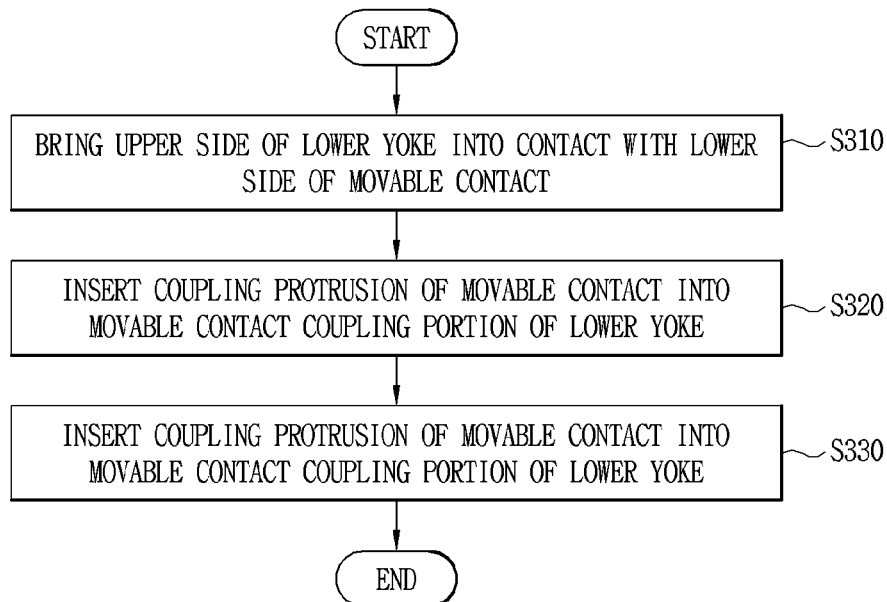 START
BRING UPPER SIDE OF LOWER YOKE INTO CONTACT WITH LOWER
SIDE OF MOVABLE CONTACT
S310
INSERT COUPLING PROTRUSION OF MOVABLE CONTACT INTO
MOVABLE CONTACT COUPLING PORTION OF LOWER YOKE
S320
INSERT COUPLING PROTRUSION OF MOVABLE CONTACT INTO
MOVABLE CONTACT COUPLING PORTION OF LOWER YOKE
S330
END